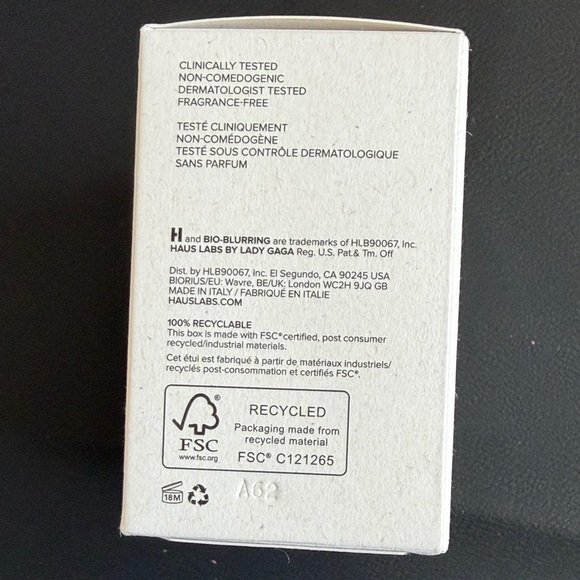 CLINICALLY TESTED
NON-COMEDOGENIC
DERMATOLOGIST TESTED
FRAGRANCE-FREE
TESTÉ CLINIQUEMENT
NON-COMÉDOGÈNE
TESTÉ SOUS CONTRÔLE DERMATOLOGIQUE
SANS PARFUM
H and BIO-BLURRING are trademarks of HLB90067, Inc.
HAUS LABS BY LADY GAGA Reg. U.S. Pat.& Tm. Off
Dist. by HLB90067, Inc. El Segundo, CA 90245 USA
BIORIUS/EU: Wavre, BE/UK: London WC2H 9JQ GB
MADE IN ITALY / FABRIQUÉ EN ITALIE
HAUSLABS.COM
100% RECYCLABLE
This box is made with FSC® certified, post consumer
recycled/industrial materials.
Cet étui est fabriqué à partir de matériaux industriels/
recyclés post-consommation et certifiés FSC®.
®
FSC
www.fsc.org
RECYCLED
Packaging made from
recycled material
FSC® C121265
18M
A62